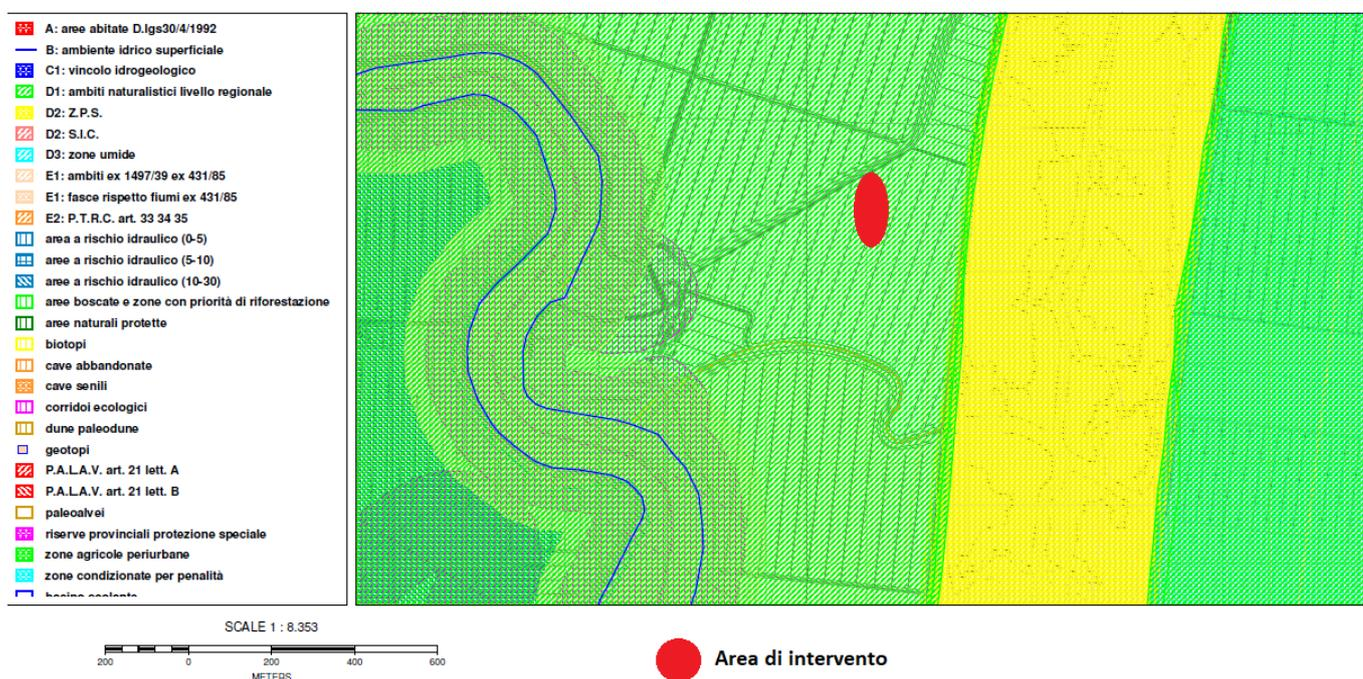 A: aree abitate D.lgs30/4/1992
B: ambiente idrico superficiale
C1: vincolo idrogeologico
D1: ambiti naturalistici livello regionale
D2: Z.P.S.
D2: S.I.C.
D3: zone umide
E1: ambiti ex 1497/39 ex 431/85
E1: fasce rispetto fiumi ex 431/85
E2: P.T.R.C. art. 33 34 35
area a rischio idraulico (0-5)
aree a rischio idraulico (5-10)
aree a rischio idraulico (10-30)
aree boscate e zone con priorità di riforestazione
aree naturali protette
biotopi
cave abbandonate
cave senili
corridoi ecologici
dune paleodune
geotopi
P.A.L.A.V. art. 21 lett. A
P.A.L.A.V. art. 21 lett. B
paleoalvei
riserve provinciali protezione speciale
zone agricole periurbane
zone condizionate per penalità
SCALE 1 : 8.353
200 0 200 400 600
METERS
Area di intervento